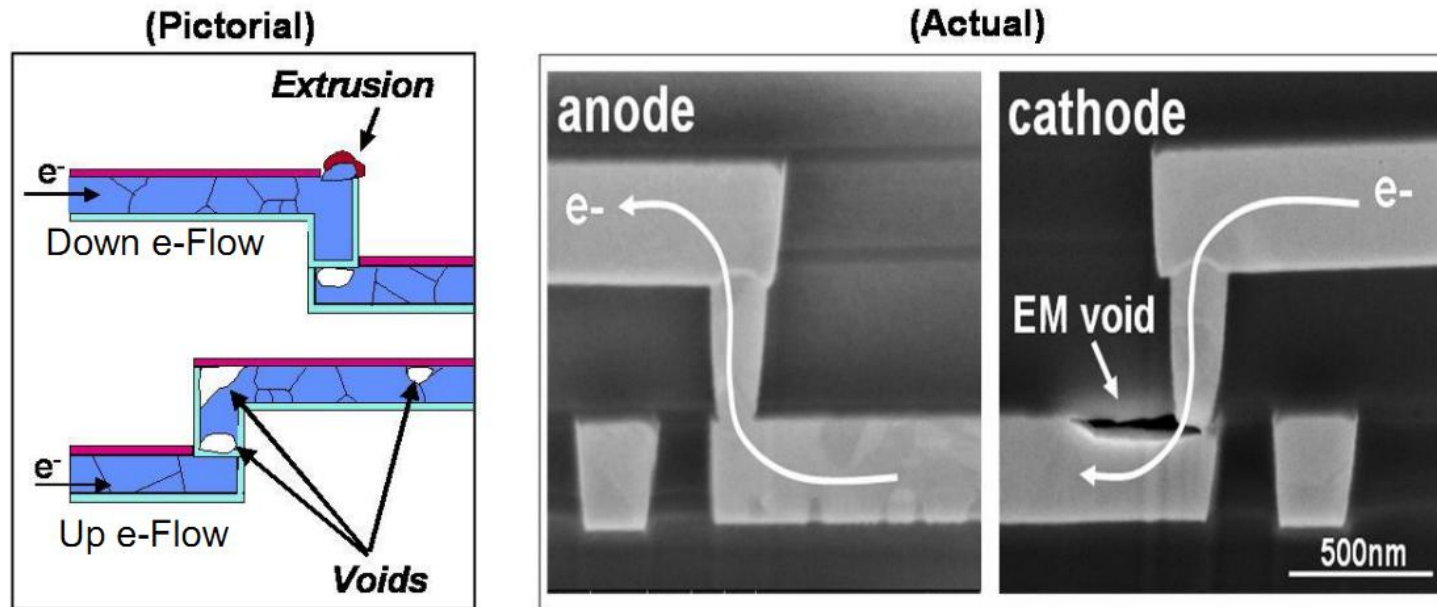 (Pictorial)
Extrusion
e-
Down e-Flow
e-
Up e-Flow
Voids
(Actual)
anode
e-
cathode
e-
EM void
500nm